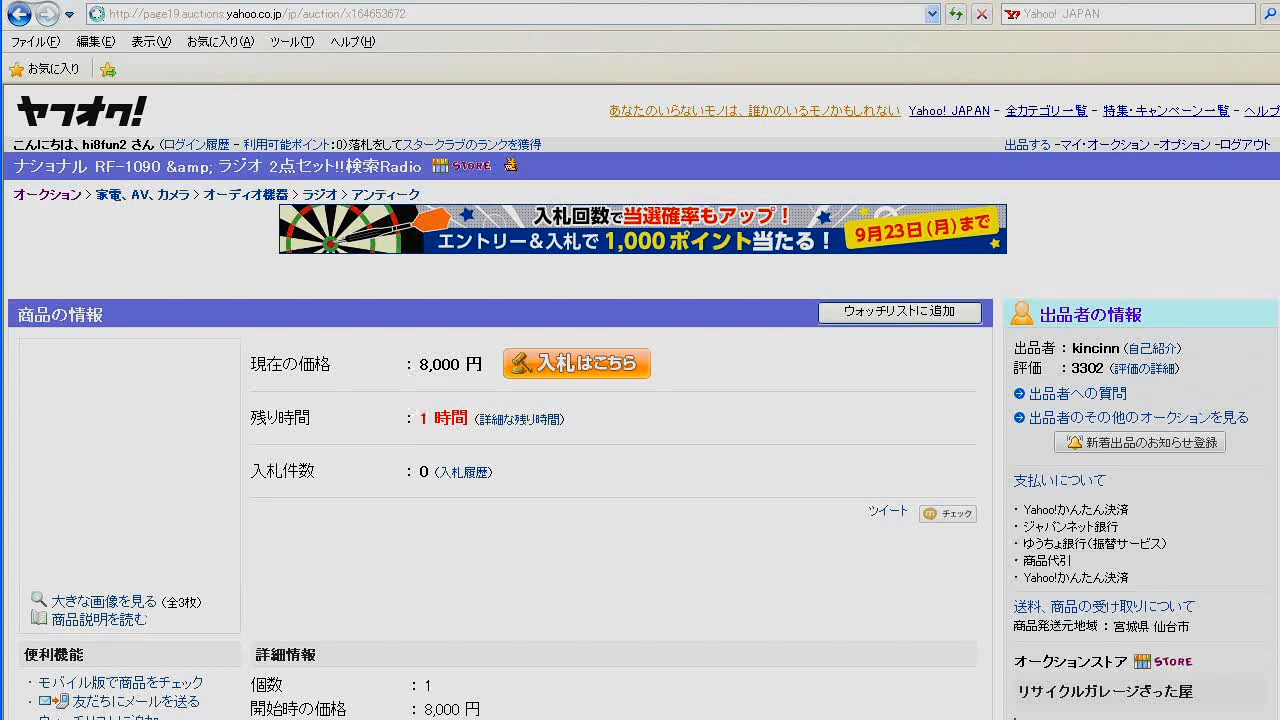 http://page19.auctions.yahoo.co.jp/jp/auction/x164653672
Yahoo! JAPAN
ファイル(F) 編集(E) 表示(V) お気に入り(A) ツール(T) ヘルプ(H)
お気に入り
ヤフオク!
あなたのいらないモノは、誰かのいるモノかもしれない Yahoo! JAPAN - 全カテゴリ一覧 - 特集・キャンペーン一覧 - ヘルプ
こんにちは、hi8fun2 さん (ログイン履歴 - 利用可能ポイント:0)落札をしてスタークラブのランクを獲得
出品する -マイ・オークション -オプション -ログアウト
ナショナル RF-1090 &amp; ラジオ 2点セット!!検索Radio STORE
オークション > 家電、AV、カメラ > オーディオ機器 > ラジオ > アンティーク
入札回数で当選確率もアップ！
エントリー&入札で 1,000 ポイント当たる！
9月23日(月)まで
商品の情報
ウォッチリストに追加
現在の価格 : 8,000 円 入札はこちら
残り時間 : 1 時間 (詳細な残り時間)
入札件数 : 0 (入札履歴)
ツイート チェック
大きな画像を見る (全3枚)
商品説明を読む
便利機能
・ モバイル版で商品をチェック
・ 友だちにメールを送る
・ ウォッチリストに追加
詳細情報
個数 : 1
開始時の価格 : 8,000 円
出品者の情報
出品者 : kincinn (自己紹介)
評価 : 3302 (評価の詳細)
出品者への質問
出品者のその他のオークションを見る
新着出品のお知らせ登録
支払いについて
・ Yahoo!かんたん決済
・ ジャパンネット銀行
・ ゆうちょ銀行(振替サービス)
・ 商品代引
・ Yahoo!かんたん決済
送料、商品の受け取りについて
商品発送元地域 : 宮城県 仙台市
オークションストア STORE
リサイクルガレージざった屋